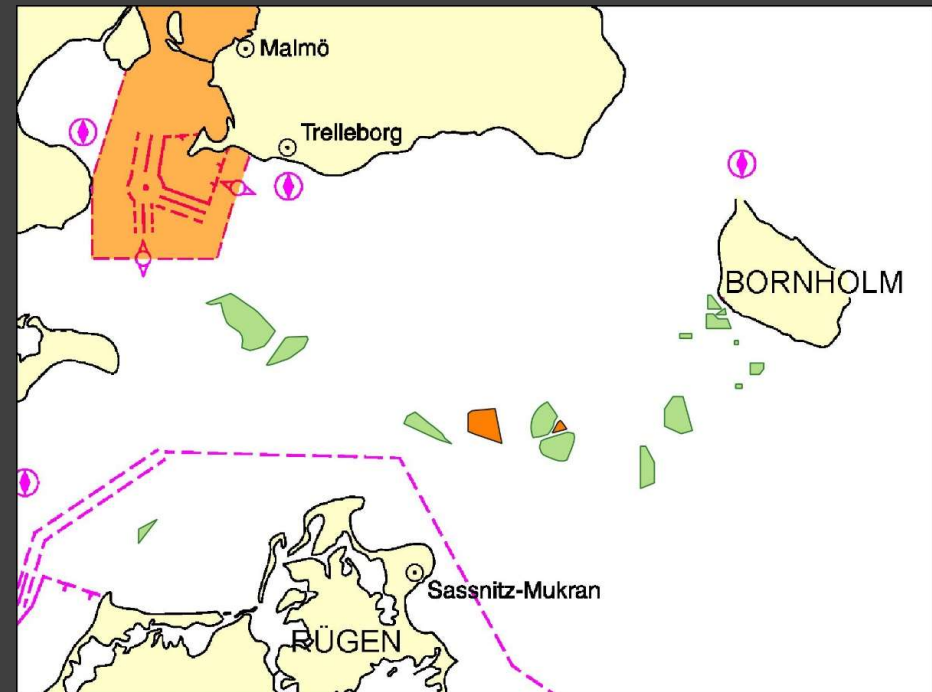 Malmö
Trelleborg
BORNHOLM
Sassnitz-Mukran
RÜGEN